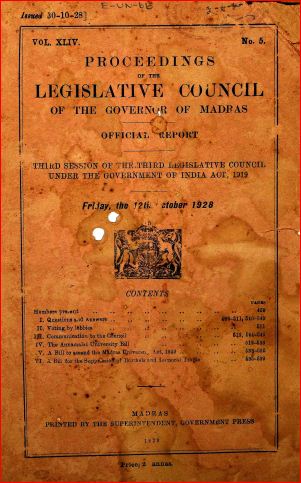 Issued 30-10-28]
VOL. XLIV. No. 5.
PROCEEDINGS
OF THE
LEGISLATIVE COUNCIL
OF THE GOVERNOR OF MADRAS
OFFICIAL REPORT
THIRD SESSION OF THE THIRD LEGISLATIVE COUNCIL
UNDER THE GOVERNMENT OF INDIA ACT, 1919
Friday, the 12th October 1928
CONTENTS
PAGES
Members present
I. Questions and Answers
II. Voting by lobbies
III. Communication to the Council
IV. The Annamalai University Bill
V. A Bill to amend the Madras University Act, 1923
VI. A Bill for the Suppression of Brothels and Immoral Traffic
MADRAS
PRINTED BY THE SUPERINTENDENT, GOVERNMENT PRESS
1928
Price, 2 annas.